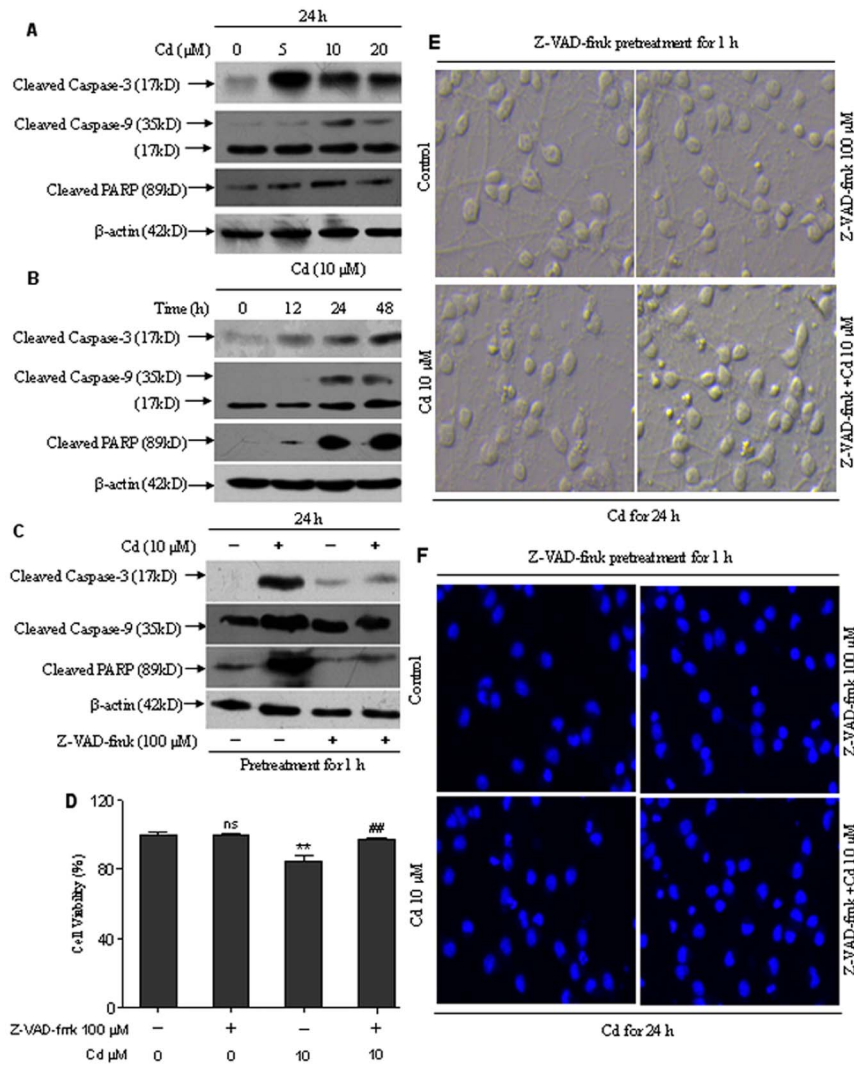 A
24 h
Cd (µM) 0 5 10 20
Cleaved Caspase-3 (17kD)
Cleaved Caspase-9 (35kD)
(17kD)
Cleaved PARP (89kD)
β-actin (42kD)
Cd (10 µM)
B
Time (h) 0 12 24 48
Cleaved Caspase-3 (17kD)
Cleaved Caspase-9 (35kD)
(17kD)
Cleaved PARP (89kD)
β-actin (42kD)
C
24 h
Cd (10 µM) – + – +
Cleaved Caspase-3 (17kD)
Cleaved Caspase-9 (35kD)
Cleaved PARP (89kD)
β-actin (42kD)
Z-VAD-fmk (100 µM) – – + +
Pretreatment for 1 h
D
Cell Viability (%)
120
80
40
0
ns
**
##
Z-VAD-fmk 100 µM – + – +
Cd µM 0 0 10 10
E
Z-VAD-fmk pretreatment for 1 h
Control
Z-VAD-fmk 100 µM
Cd 10 µM
Z-VAD-fmk +Cd 10 µM
Cd for 24 h
F
Z-VAD-fmk pretreatment for 1 h
Control
Z-VAD-fmk 100 µM
Cd 10 µM
Z-VAD-fmk +Cd 10 µM
Cd for 24 h